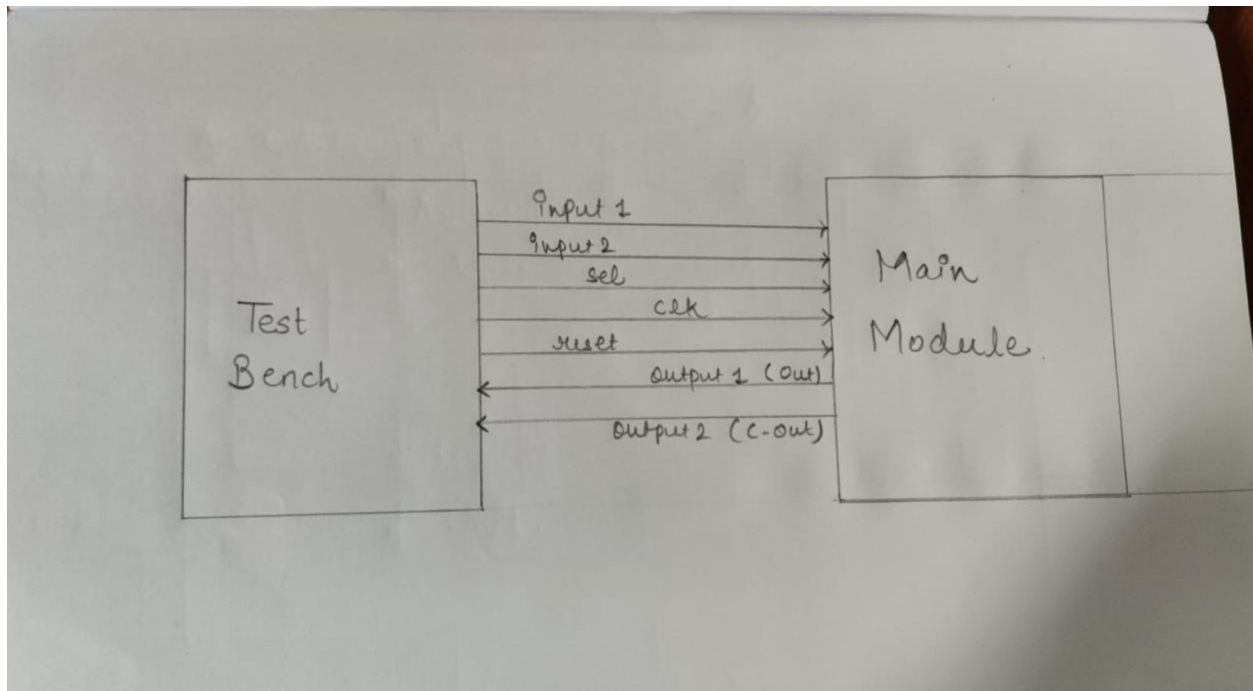 Test
Bench
input 1
input 2
sel
clk
reset
Output 1 (Out)
Output 2 (C-out)
Main
Module